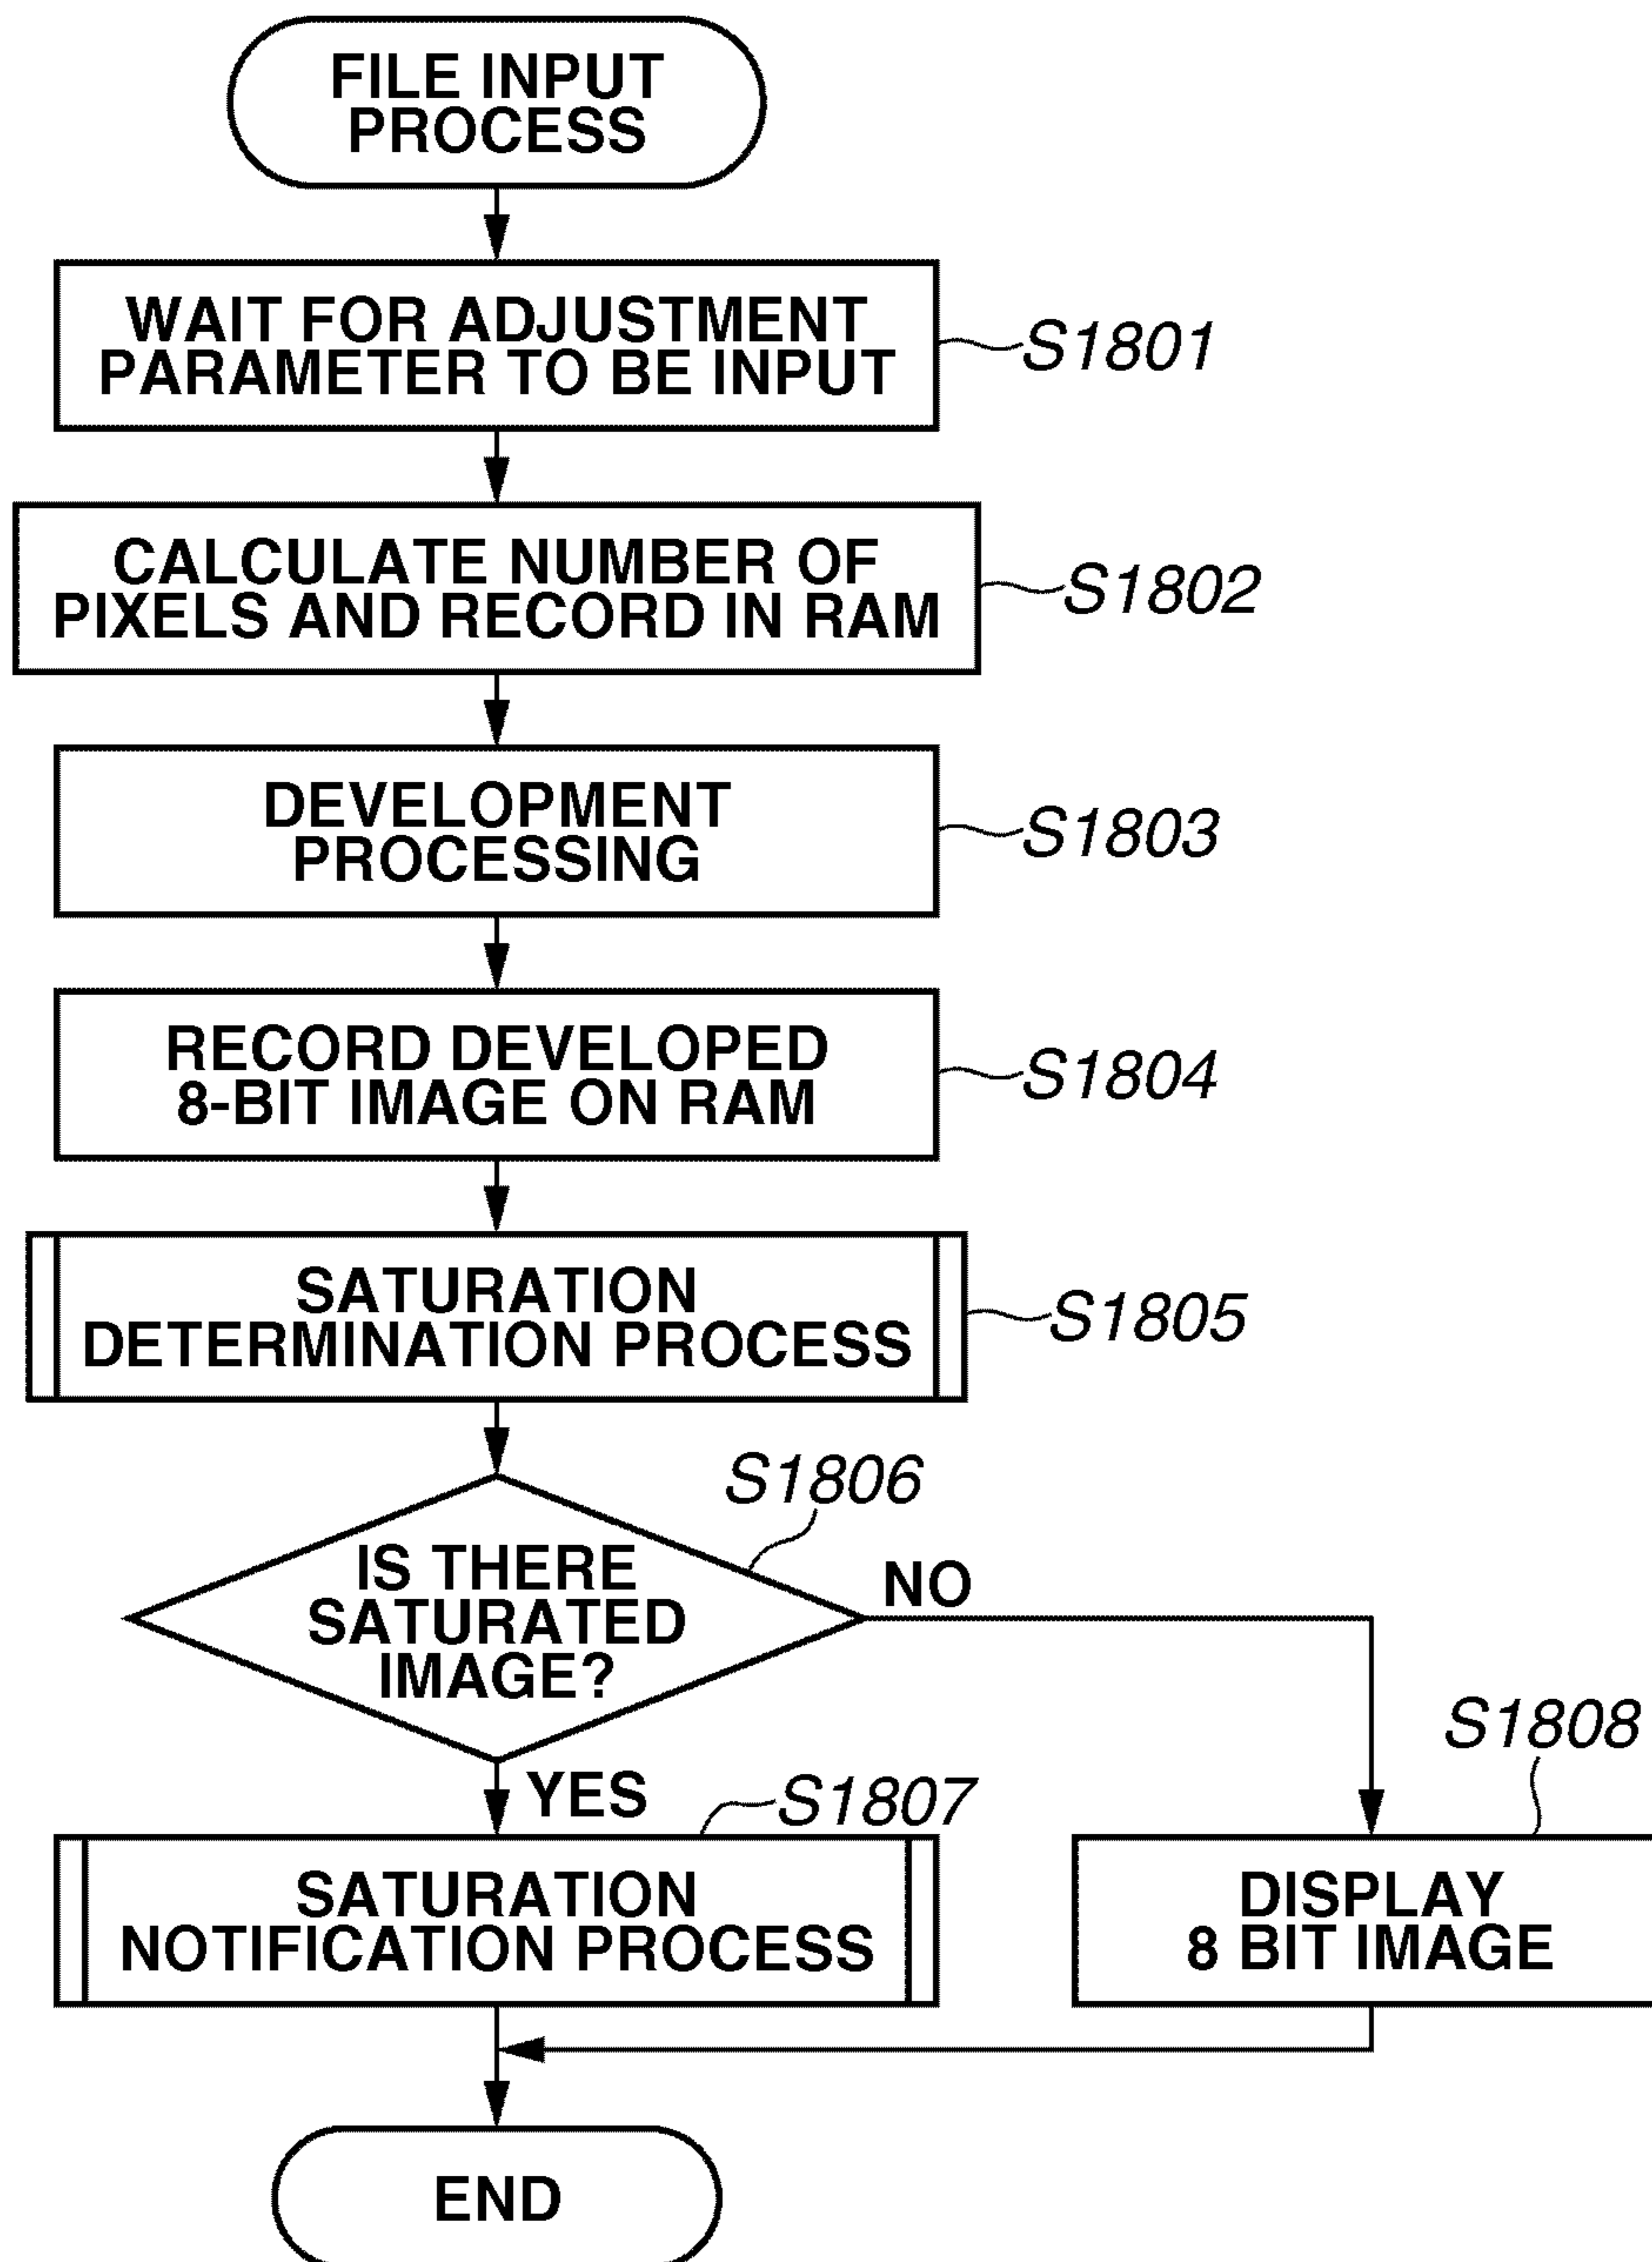 FILE INPUT
PROCESS
WAIT FOR ADJUSTMENT
PARAMETER TO BE INPUT
S1801
CALCULATE NUMBER OF
PIXELS AND RECORD IN RAM
S1802
DEVELOPMENT
PROCESSING
S1803
RECORD DEVELOPED
8-BIT IMAGE ON RAM
S1804
SATURATION
DETERMINATION PROCESS
S1805
S1806
IS THERE
SATURATED
IMAGE?
NO
YES
S1807
SATURATION
NOTIFICATION PROCESS
S1808
DISPLAY
8 BIT IMAGE
END